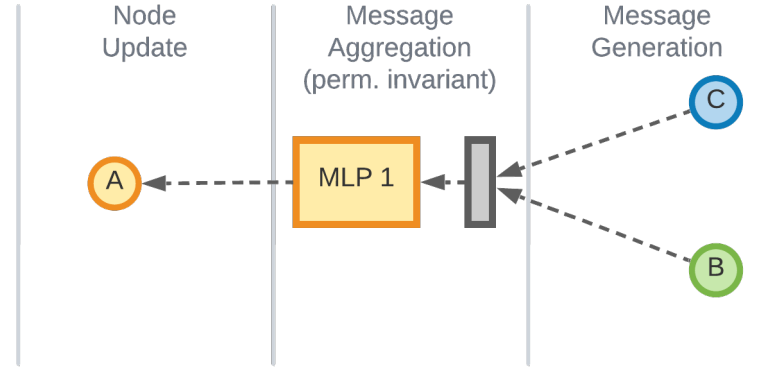 Node
Update
Message
Aggregation
(perm. invariant)
Message
Generation
C
A
MLP 1
B